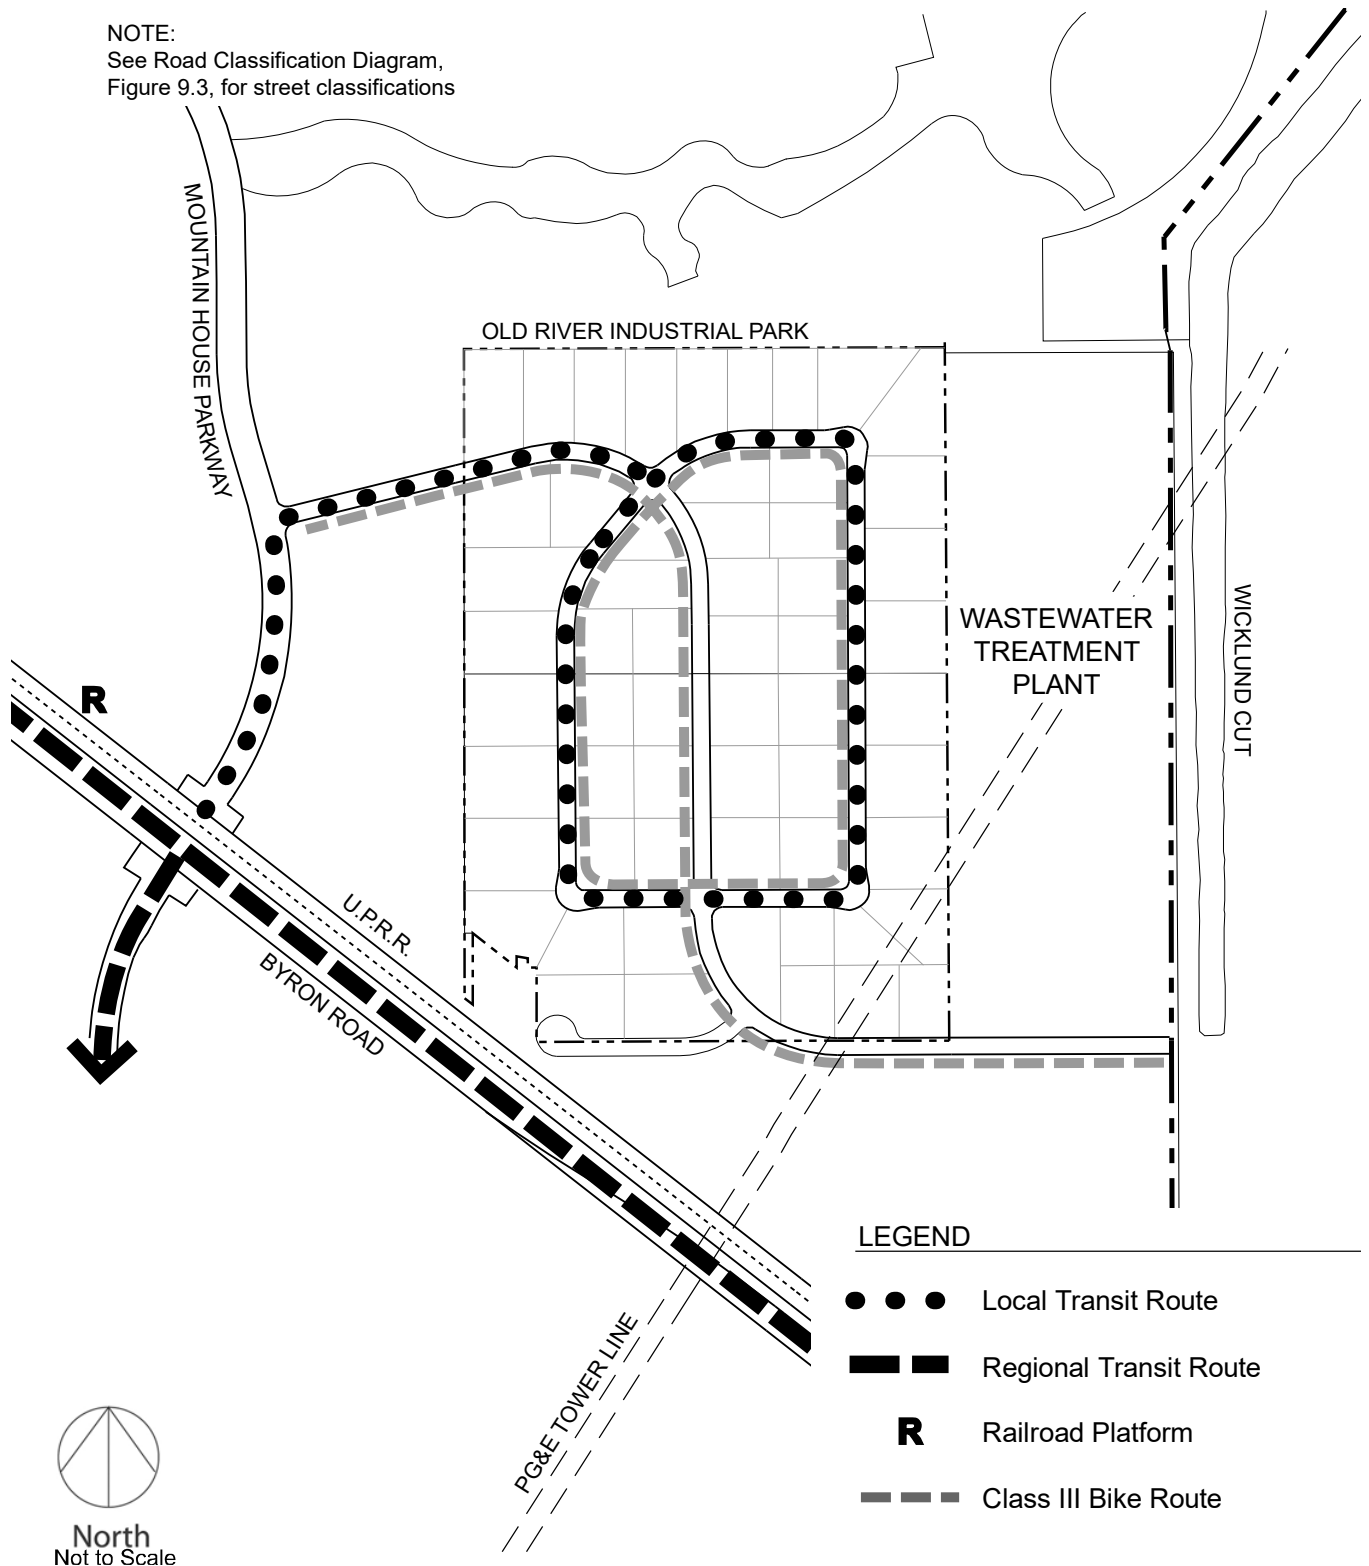 NOTE:
See Road Classification Diagram,
Figure 9.3, for street classifications
MOUNTAIN HOUSE PARKWAY
OLD RIVER INDUSTRIAL PARK
WASTEWATER
TREATMENT
PLANT
WICKLUND CUT
R
U.P.R.R.
BYRON ROAD
PG&E TOWER LINE
LEGEND
Local Transit Route
Regional Transit Route
R Railroad Platform
Class III Bike Route
North
Not to Scale